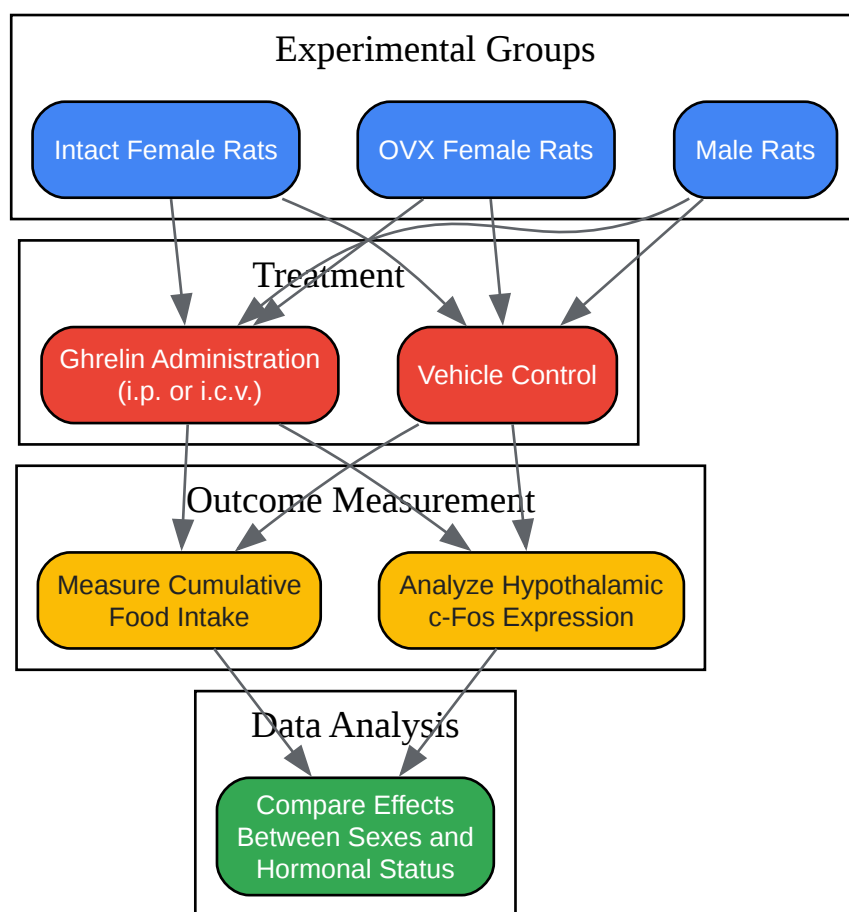 Experimental Groups
Intact Female Rats
OVX Female Rats
Male Rats
Treatment
Ghrelin Administration
(i.p. or i.c.v.)
Vehicle Control
Outcome Measurement
Measure Cumulative
Food Intake
Analyze Hypothalamic
c-Fos Expression
Data Analysis
Compare Effects
Between Sexes and
Hormonal Status